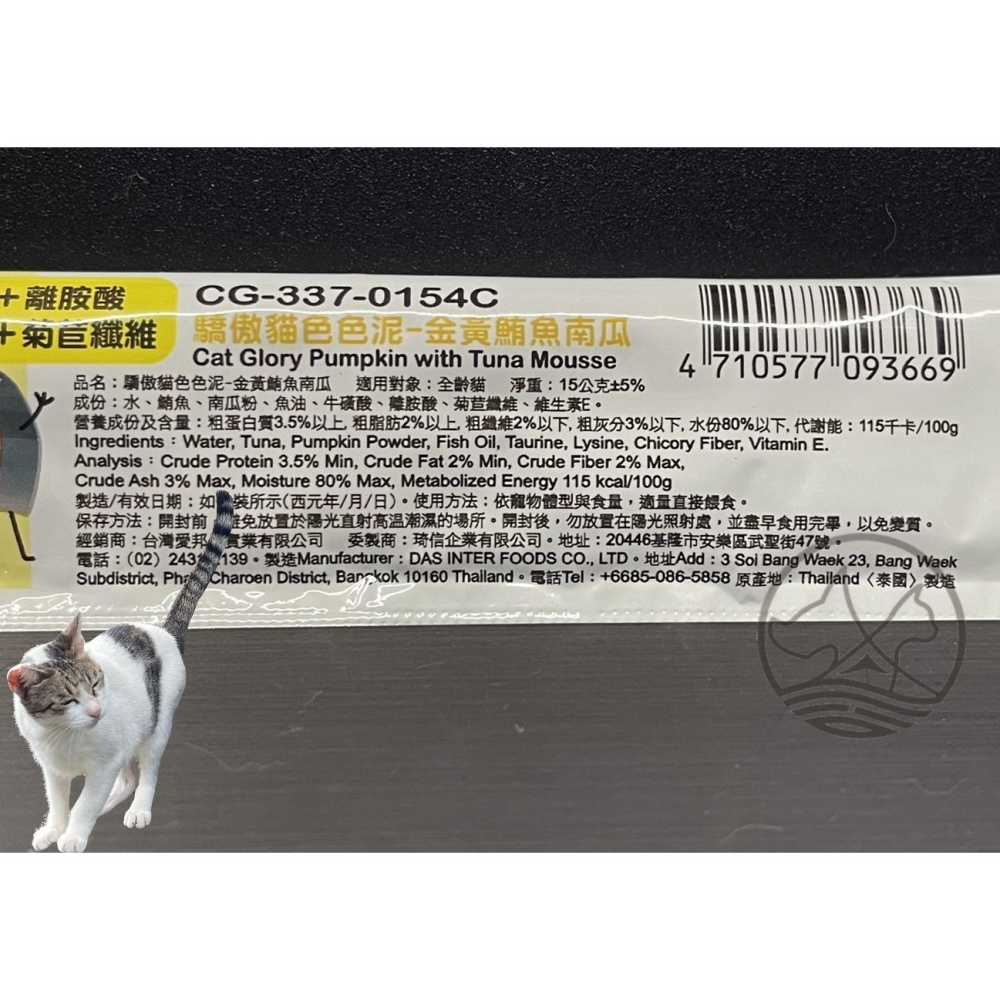 +離胺酸
+菊苣纖維
CG-337-0154C
驕傲貓色色泥-金黃鮪魚南瓜
Cat Glory Pumpkin with Tuna Mousse
4 710577 093669
品名：驕傲貓色色泥-金黃鮪魚南瓜 適用對象：全齡貓 淨重：15公克±5%
成份：水、鮪魚、南瓜粉、魚油、牛磺酸、離胺酸、菊苣纖維、維生素E。
營養成份及含量：粗蛋白質3.5%以上, 粗脂肪2%以上, 粗纖維2%以下, 粗灰分3%以下, 水份80%以下, 代謝能：115千卡/100g
Ingredients：Water, Tuna, Pumpkin Powder, Fish Oil, Taurine, Lysine, Chicory Fiber, Vitamin E.
Analysis：Crude Protein 3.5% Min, Crude Fat 2% Min, Crude Fiber 2% Max,
Crude Ash 3% Max, Moisture 80% Max, Metabolized Energy 115 kcal/100g
製造/有效日期：如 裝所示(西元年/月/日)。使用方法：依寵物體型與食量，適量直接餵食。
保存方法：開封前 避免放置於陽光直射高溫潮濕的場所。開封後，勿放置在陽光照射處，並盡早食用完畢，以免變質。
經銷商：台灣愛邦 實業有限公司 委製商：琦信企業有限公司。地址：20446基隆市安樂區武聖街47號。
電話：(02) 243 139。製造Manufacturer：DAS INTER FOODS CO., LTD。地址Add：3 Soi Bang Waek 23, Bang Waek
Subdistrict, Charoen District, Bangkok 10160 Thailand。電話Tel：+6685-086-5858 原產地：Thailand〈泰國〉製造